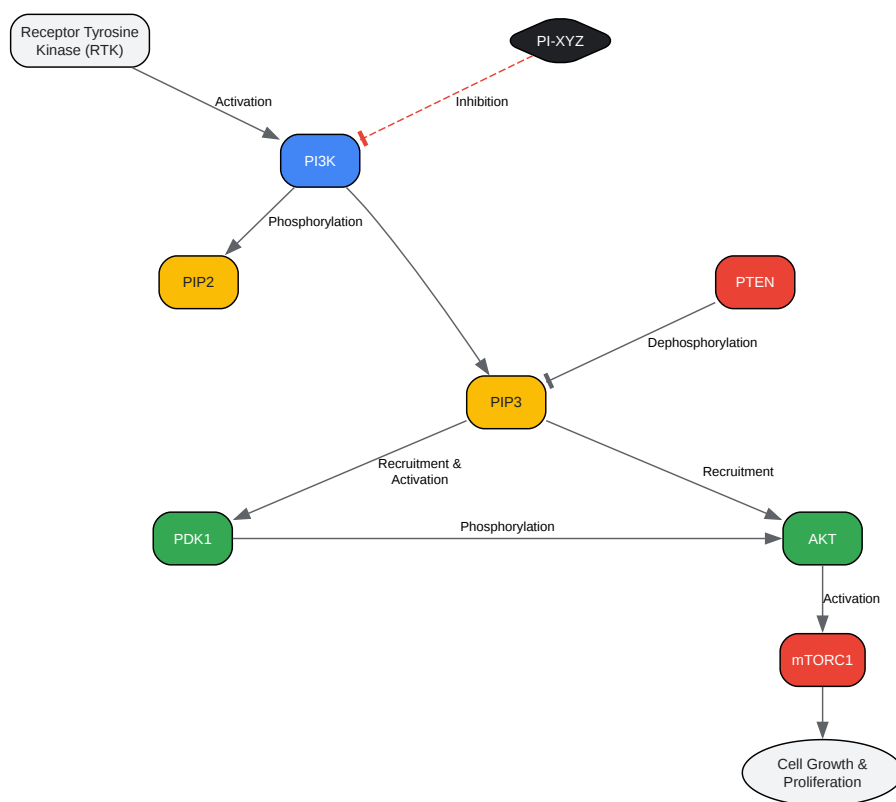 Receptor Tyrosine
Kinase (RTK)
PI-XYZ
Activation
Inhibition
PI3K
Phosphorylation
PIP2
PTEN
Dephosphorylation
PIP3
Recruitment &
Activation
Recruitment
Phosphorylation
PDK1
AKT
Activation
mTORC1
Cell Growth &
Proliferation